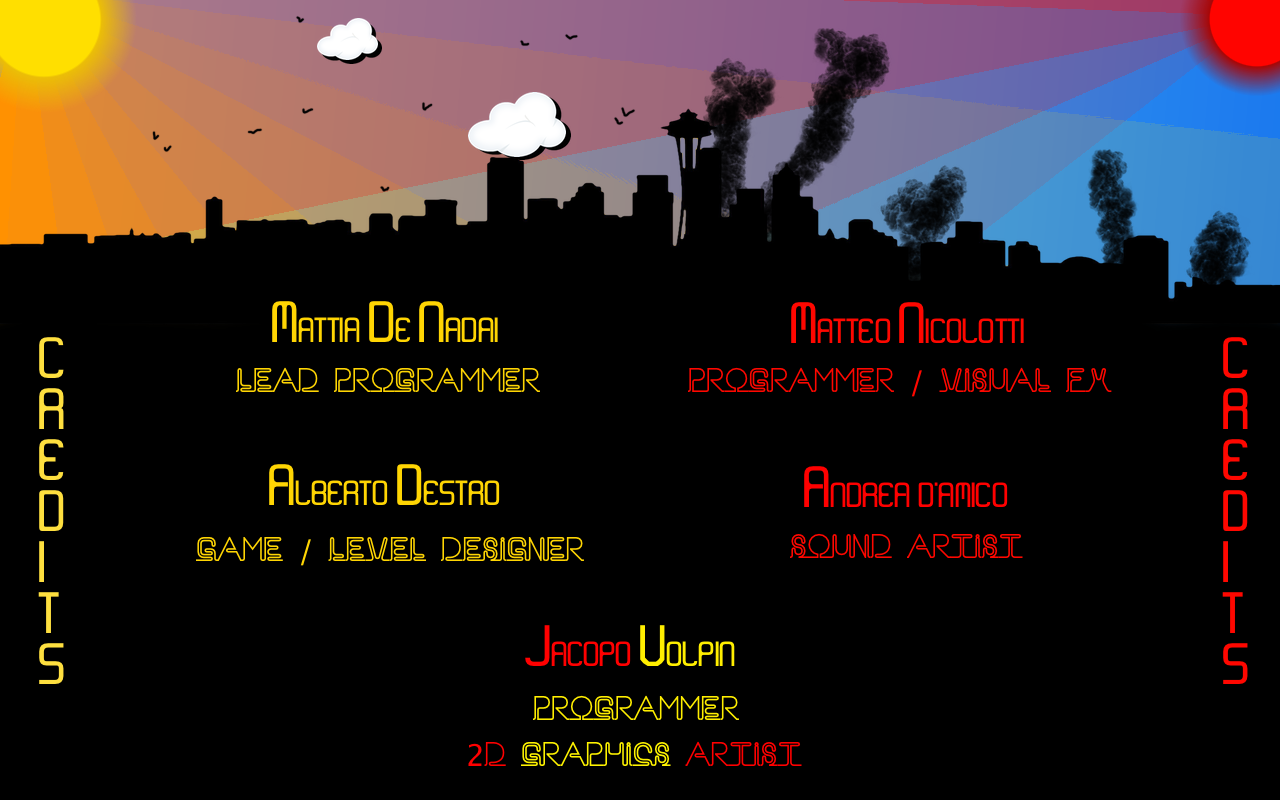 CREDITS
Mattia De Nadai
LEAD PROGRAMMER
Alberto Destro
GAME / LEVEL DESIGNER
Matteo Nicolotti
PROGRAMMER / VISUAL FX
Andrea D'Amico
SOUND ARTIST
Jacopo Volpin
PROGRAMMER
2D GRAPHICS ARTIST
CREDITS